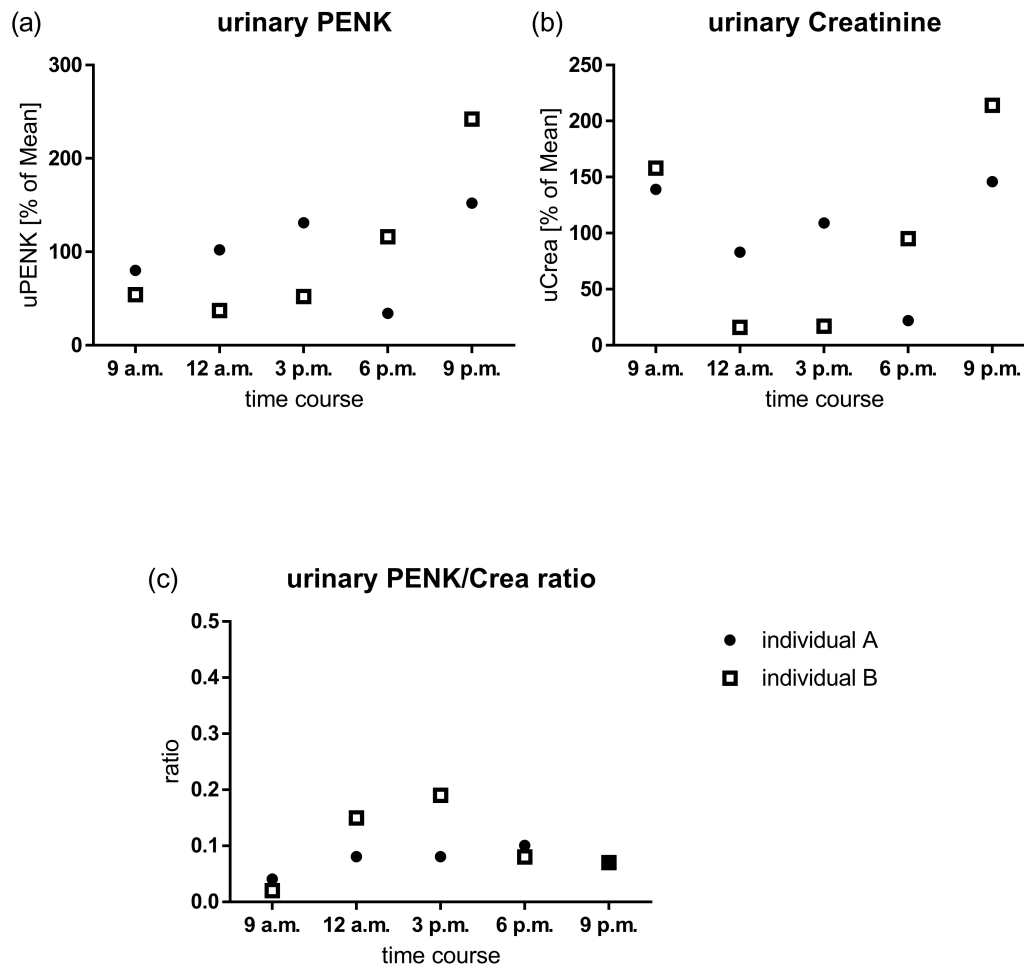 (a) urinary PENK
uPENK [% of Mean]
300
200
100
0
9 a.m. 12 a.m. 3 p.m. 6 p.m. 9 p.m.
time course
(b) urinary Creatinine
uCrea [% of Mean]
250
200
150
100
50
0
9 a.m. 12 a.m. 3 p.m. 6 p.m. 9 p.m.
time course
(c) urinary PENK/Crea ratio
ratio
0.5
0.4
0.3
0.2
0.1
0.0
9 a.m. 12 a.m. 3 p.m. 6 p.m. 9 p.m.
time course
individual A
individual B